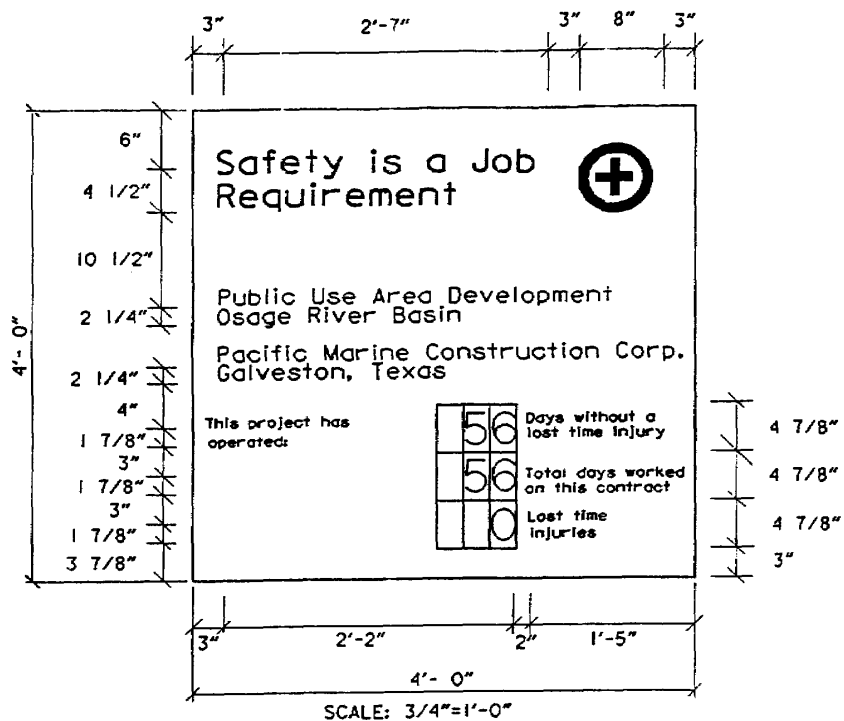 3" 2'-7" 3" 8" 3"
6"
4 1/2"
10 1/2"
2 1/4"
2 1/4"
4"
1 7/8"
3"
1 7/8"
3"
1 7/8"
3 7/8"
4'- 0"
Safety is a Job
Requirement
Public Use Area Development
Osage River Basin
Pacific Marine Construction Corp.
Galveston, Texas
This project has
operated:
56 Days without a
lost time injury
56 Total days worked
on this contract
0 Lost time
injuries
4 7/8"
4 7/8"
4 7/8"
3"
3" 2'-2" 2" 1'-5"
4'- 0"
SCALE: 3/4"=1'-0"